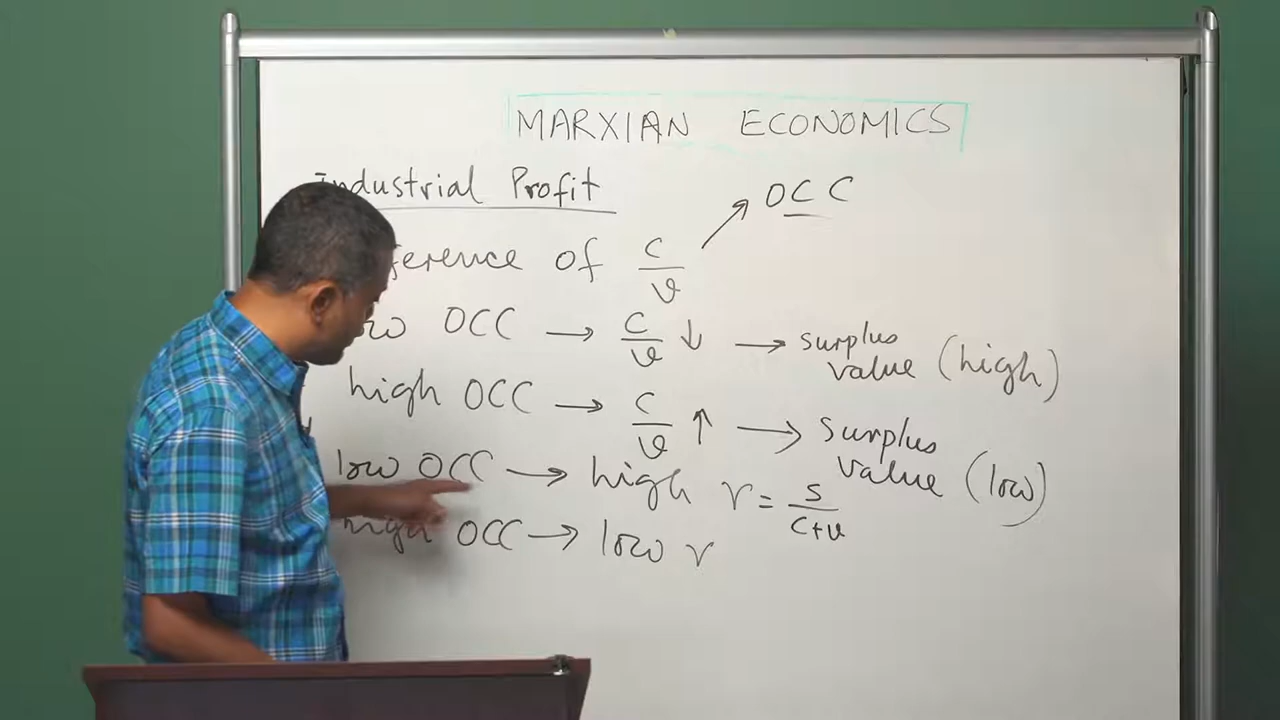 MARXIAN ECONOMICS
Industrial Profit
OCC
of c/v
OCC → c/v ↓ → surplus value (high)
high OCC → c/v ↑ → surplus value (low)
low OCC → high r = s/c+v
high OCC → low r